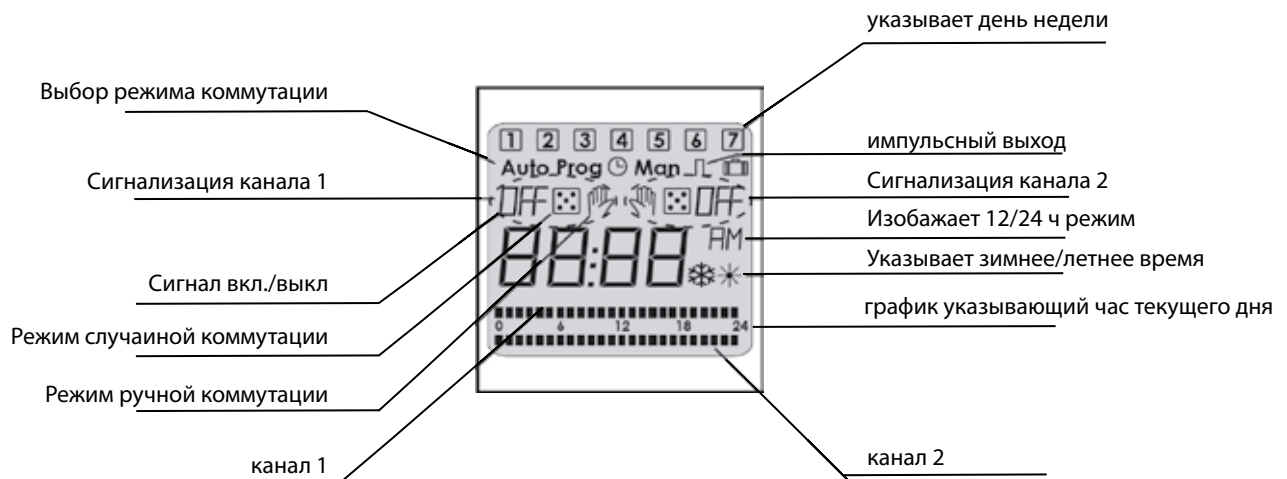 указывает день недели
Выбор режима коммутации
1 2 3 4 5 6 7
импульсный выход
Auto Prog Man
Сигнализация канала 1
Сигнализация канала 2
OFF OFF
Изобажает 12/24 ч режим
AM
88:88
Указывает зимнее/летнее время
Сигнал вкл./выкл
график указывающий час текущего дня
0 6 12 18 24
Режим случаиной коммутации
Режим ручной коммутации
канал 1
канал 2